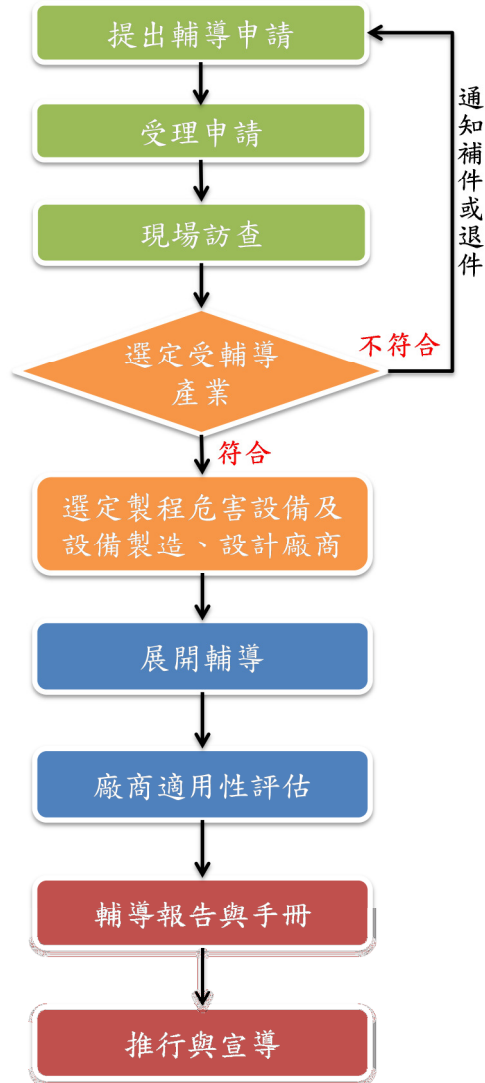 提出輔導申請
受理申請
現場訪查
選定受輔導
產業
不符合
通知補件或退件
符合
選定製程危害設備及
設備製造、設計廠商
展開輔導
廠商適用性評估
輔導報告與手冊
推行與宣導